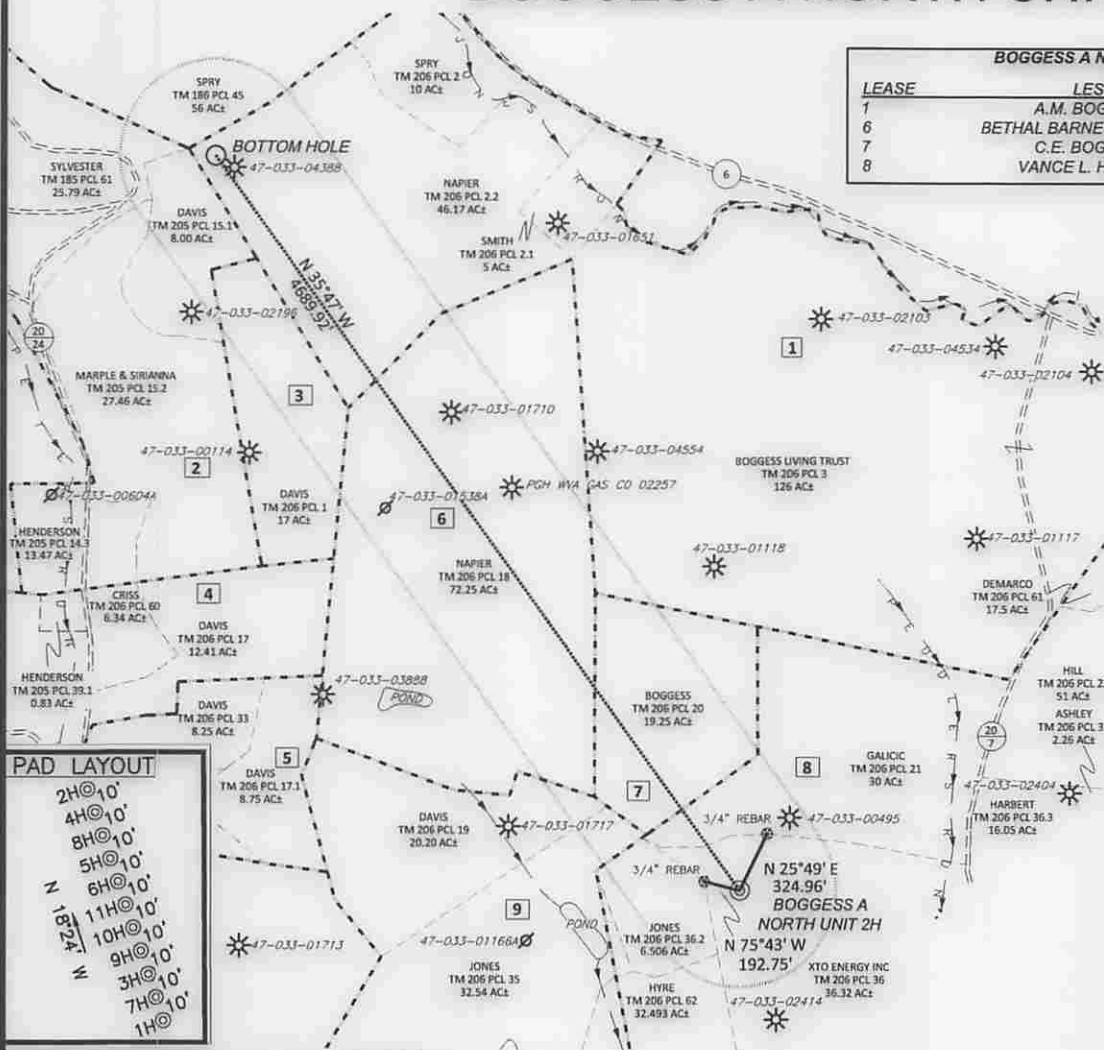 BOGGESS A N
LEASE LES
1 A.M. BOG
6 BETHAL BARNE
7 C.E. BOG
8 VANCE L. H
SPRY
TM 186 PCL 45
56 AC±
SPRY
TM 206 PCL 2
10 AC±
BOTTOM HOLE
47-033-04388
SYLVESTER
TM 185 PCL 61
25.79 AC±
6
NAPIER
TM 206 PCL 2.2
46.17 AC±
DAVIS
TM 205 PCL 15.1
8.00 AC±
SMITH
TM 206 PCL 2.1
5 AC±
47-033-01651
N 35°47' W
4689.92'
47-033-02196
47-033-02103
1
47-033-04534
47-033-02104
20
24
MARPLE & SIRIANNA
TM 205 PCL 15.2
27.46 AC±
3
47-033-01710
47-033-00114
2
47-033-04554
BOGGESS LIVING TRUST
TM 206 PCL 3
126 AC±
PGH WVA GAS CO 02257
47-033-00604A
DAVIS
TM 206 PCL 1
17 AC±
47-033-01538A
6
HENDERSON
TM 205 PCL 14.3
13.47 AC±
47-033-01118
47-033-01117
NAPIER
TM 206 PCL 18
72.25 AC±
DEMARCO
TM 206 PCL 61
17.5 AC±
CRISS
TM 206 PCL 60
6.34 AC±
4
DAVIS
TM 206 PCL 17
12.41 AC±
HENDERSON
TM 205 PCL 39.1
0.83 AC±
47-033-03888
POND
BOGGESS
TM 206 PCL 20
19.25 AC±
HILL
TM 206 PCL 2
51 AC±
DAVIS
TM 206 PCL 33
8.25 AC±
ASHLEY
TM 206 PCL 3
2.26 AC±
20
7
5
DAVIS
TM 206 PCL 17.1
8.75 AC±
8
GALICIC
TM 206 PCL 21
30 AC±
7
47-033-02404
HARBERT
TM 206 PCL 36.3
16.05 AC±
DAVIS
TM 206 PCL 19
20.20 AC±
47-033-01717
3/4" REBAR
47-033-00495
3/4" REBAR
N 25°49' E
324.96'
BOGGESS A
NORTH UNIT 2H
N 75°43' W
192.75'
9
POND
47-033-01713
47-033-01166A
JONES
TM 206 PCL 36.2
6.506 AC±
JONES
TM 206 PCL 35
32.54 AC±
XTO ENERGY INC
TM 206 PCL 36
36.32 AC±
HYRE
TM 206 PCL 62
32.493 AC±
47-033-02414
PAD LAYOUT
2H 10'
4H 10'
8H 10'
5H 10'
6H 10'
11H 10'
10H 10'
9H 10'
3H 10'
7H 10'
1H
N 18°24' W